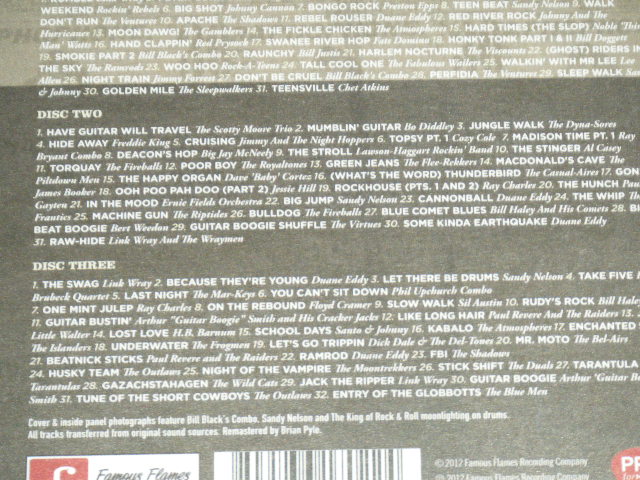 WEEKEND Rockin' Rebels 6. BIG SHOT Johnny Cannon 7. BONGO ROCK Preston Epps 8. TEEN BEAT Sandy Nelson 9. WALK
DON'T RUN The Ventures 10. APACHE The Shadows 11. REBEL ROUSER Duane Eddy 12. RED RIVER ROCK Johnny And The
Hurricanes 13. MOON DAWG! The Gamblers 14. THE FICKLE CHICKEN The Atmospheres 15. HARD TIMES (THE SLOP) Noble 'Thin
Man' Watts 16. HAND CLAPPIN' Red Prysock 17. SWANEE RIVER HOP Fats Domino 18. HONKY TONK PART I & II Bill Doggett
19. SMOKIE PART 2 Bill Black's Combo 20. RAUNCHY Bill Justis 21. HARLEM NOCTURNE The Viscounts 22. (GHOST) RIDERS I
THE SKY The Ramrods 23. WOO HOO Rock-A-Teens 24. TALL COOL ONE The Fabulous Wailers 25. WALKIN' WITH MR LEE Lee
Allen 26. NIGHT TRAIN Jimmy Forrest 27. DON'T BE CRUEL Bill Black's Combo 28. PERFIDIA The Ventures 29. SLEEP WALK
& Johnny 30. GOLDEN MILE The Sleepwalkers 31. TEENSVILLE Chet Atkins
DISC TWO
1. HAVE GUITAR WILL TRAVEL The Scotty Moore Trio 2. MUMBLIN' GUITAR Bo Diddley 3. JUNGLE WALK The Dyna-Sores
4. HIDE AWAY Freddie King 5. CRUISING Jimmy And The Night Hoppers 6. TOPSY PT. 1 Cozy Cole 7. MADISON TIME PT. 1 Ray
Bryant Combo 8. DEACON'S HOP Big Jay McNeely 9. THE STROLL Lawson-Haggart Rockin' Band 10. THE STINGER Al Casey
11. TORQUAY The Fireballs 12. POOR BOY The Royaltones 13. GREEN JEANS The Flee-Rekkers 14. MACDONALD'S CAVE The
Piltdown Men 15. THE HAPPY ORGAN Dave 'Baby' Cortez 16. (WHAT'S THE WORD) THUNDERBIRD The Casual-Aires 17. GON
James Booker 18. OOH POO PAH DOO (PART 2) Jessie Hill 19. ROCKHOUSE (PTS. 1 AND 2) Ray Charles 20. THE HUNCH Pau
Gayten 21. IN THE MOOD Ernie Fields Orchestra 22. BIG JUMP Sandy Nelson 23. CANNONBALL Duane Eddy 24. THE WHIP The
Frantics 25. MACHINE GUN The Riptides 26. BULLDOG The Fireballs 27. BLUE COMET BLUES Bill Haley And His Comets 28. BI
BEAT BOOGIE Bert Weedon 29. GUITAR BOOGIE SHUFFLE The Virtues 30. SOME KINDA EARTHQUAKE Duane Eddy
31. RAW-HIDE Link Wray And The Wraymen
DISC THREE
1. THE SWAG Link Wray 2. BECAUSE THEY'RE YOUNG Duane Eddy 3. LET THERE BE DRUMS Sandy Nelson 4. TAKE FIVE
Brubeck Quartet 5. LAST NIGHT The Mar-Keys 6. YOU CAN'T SIT DOWN Phil Upchurch Combo
7. ONE MINT JULEP Ray Charles 8. ON THE REBOUND Floyd Cramer 9. SLOW WALK Sil Austin 10. RUDY'S ROCK Bill Hale
11. GUITAR BUSTIN' Arthur "Guitar Boogie" Smith and His Cracker Jacks 12. LIKE LONG HAIR Paul Revere And The Raiders 13.
Little Walter 14. LOST LOVE H.B. Barnum 15. SCHOOL DAYS Santo & Johnny 16. KABALO The Atmospheres 17. ENCHANTED
The Islanders 18. UNDERWATER The Frogmen 19. LET'S GO TRIPPIN Dick Dale & The Del-Tones 20. MR. MOTO The Bel-Airs
21. BEATNICK STICKS Paul Revere and The Raiders 22. RAMROD Duane Eddy 23. FBI The Shadows
24. HUSKY TEAM The Outlaws 25. NIGHT OF THE VAMPIRE The Moontrekkers 26. STICK SHIFT The Duals 27. TARANTULA
Tarantulas 28. GAZACHSTAHAGEN The Wild Cats 29. JACK THE RIPPER Link Wray 30. GUITAR BOOGIE Arthur 'Guitar Bo
Smith 31. TUNE OF THE SHORT COWBOYS The Outlaws 32. ENTRY OF THE GLOBBOTTS The Blue Men
Cover & inside panel photographs feature Bill Black's Combo, Sandy Nelson and The King of Rock & Roll moonlighting on drums.
All tracks transferred from original sound sources. Remastered by Brian Pyle.
Famous Flames
℗ 2012 Famous Flames Recording Company
© 2012 Famous Flames Recording Company